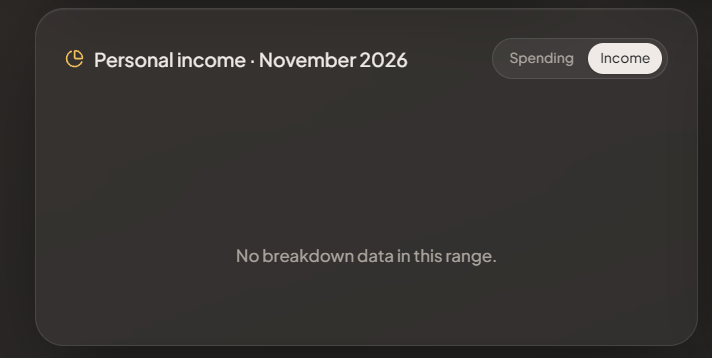 Personal income · November 2026
Spending Income
No breakdown data in this range.